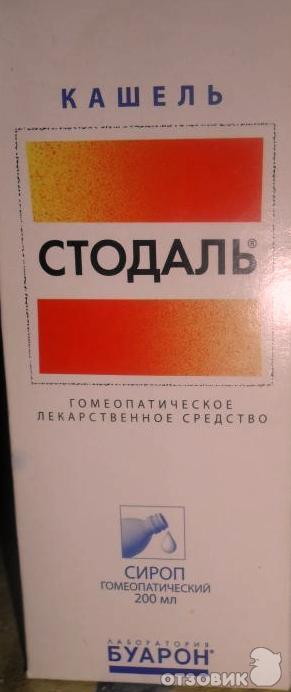 КАШЕЛЬ
СТОДАЛЬ®
ГОМЕОПАТИЧЕСКОЕ
ЛЕКАРСТВЕННОЕ СРЕДСТВО
СИРОП
ГОМЕОПАТИЧЕСКИЙ
200 мл
ЛАБОРАТОРИЯ
БУАРОН®
ОТЗОВИК